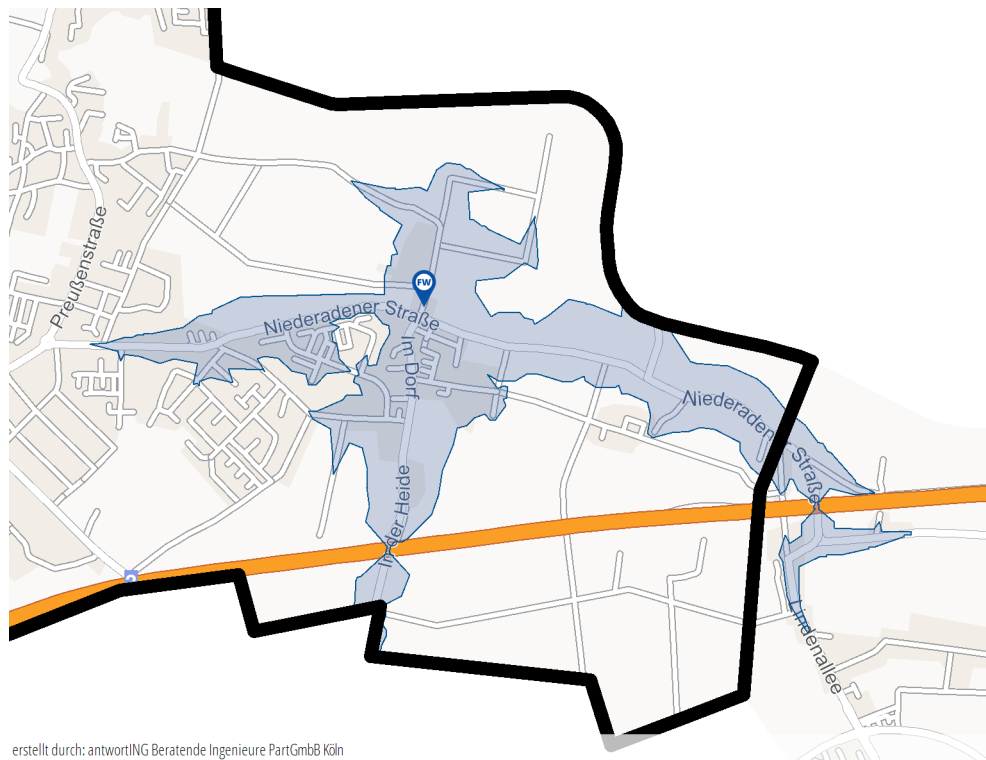 Preußenstraße
FW
Niederadener Straße
Im Dorf
Niederadener Straße
In der Heide
Lindenallee
erstellt durch: antwortING Beratende Ingenieure PartGmbB Köln